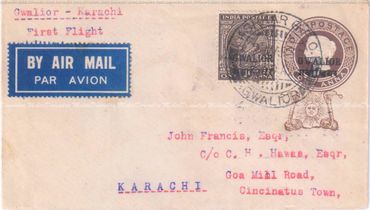 Gwalior - Karachi
First Flight
BY AIR MAIL
PAR AVION
INDIA POSTAGE
GWALIOR
GWALIOR
John Francis, Esqr,
C/o C. H. Hawes, Esqr,
Goa Mill Road,
Cincinatus Town,
KARACHI